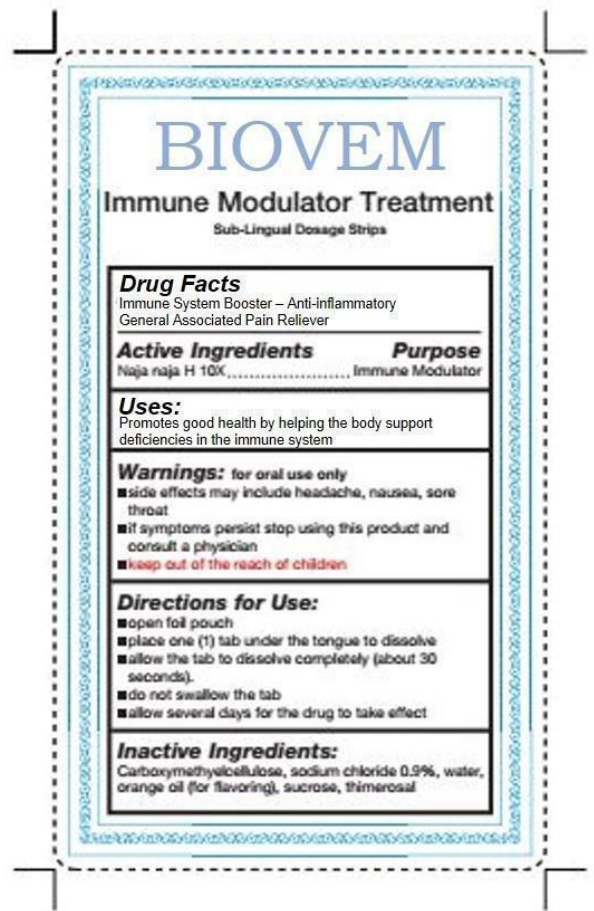 BIOVEM
Immune Modulator Treatment
Sub-Lingual Dosage Strips
Drug Facts
Immune System Booster – Anti-inflammatory
General Associated Pain Reliever
Active Ingredients Purpose
Naja naja H 10X.............................Immune Modulator
Uses:
Promotes good health by helping the body support
deficiencies in the immune system
Warnings: for oral use only
■side effects may include headache, nausea, sore
throat
■if symptoms persist stop using this product and
consult a physician
■keep out of the reach of children
Directions for Use:
■open foil pouch
■place one (1) tab under the tongue to dissolve
■allow the tab to dissolve completely (about 30
seconds).
■do not swallow the tab
■allow several days for the drug to take effect
Inactive Ingredients:
Carboxymethyelcellulose, sodium chloride 0.9%, water,
orange oil (for flavoring), sucrose, thimerosal